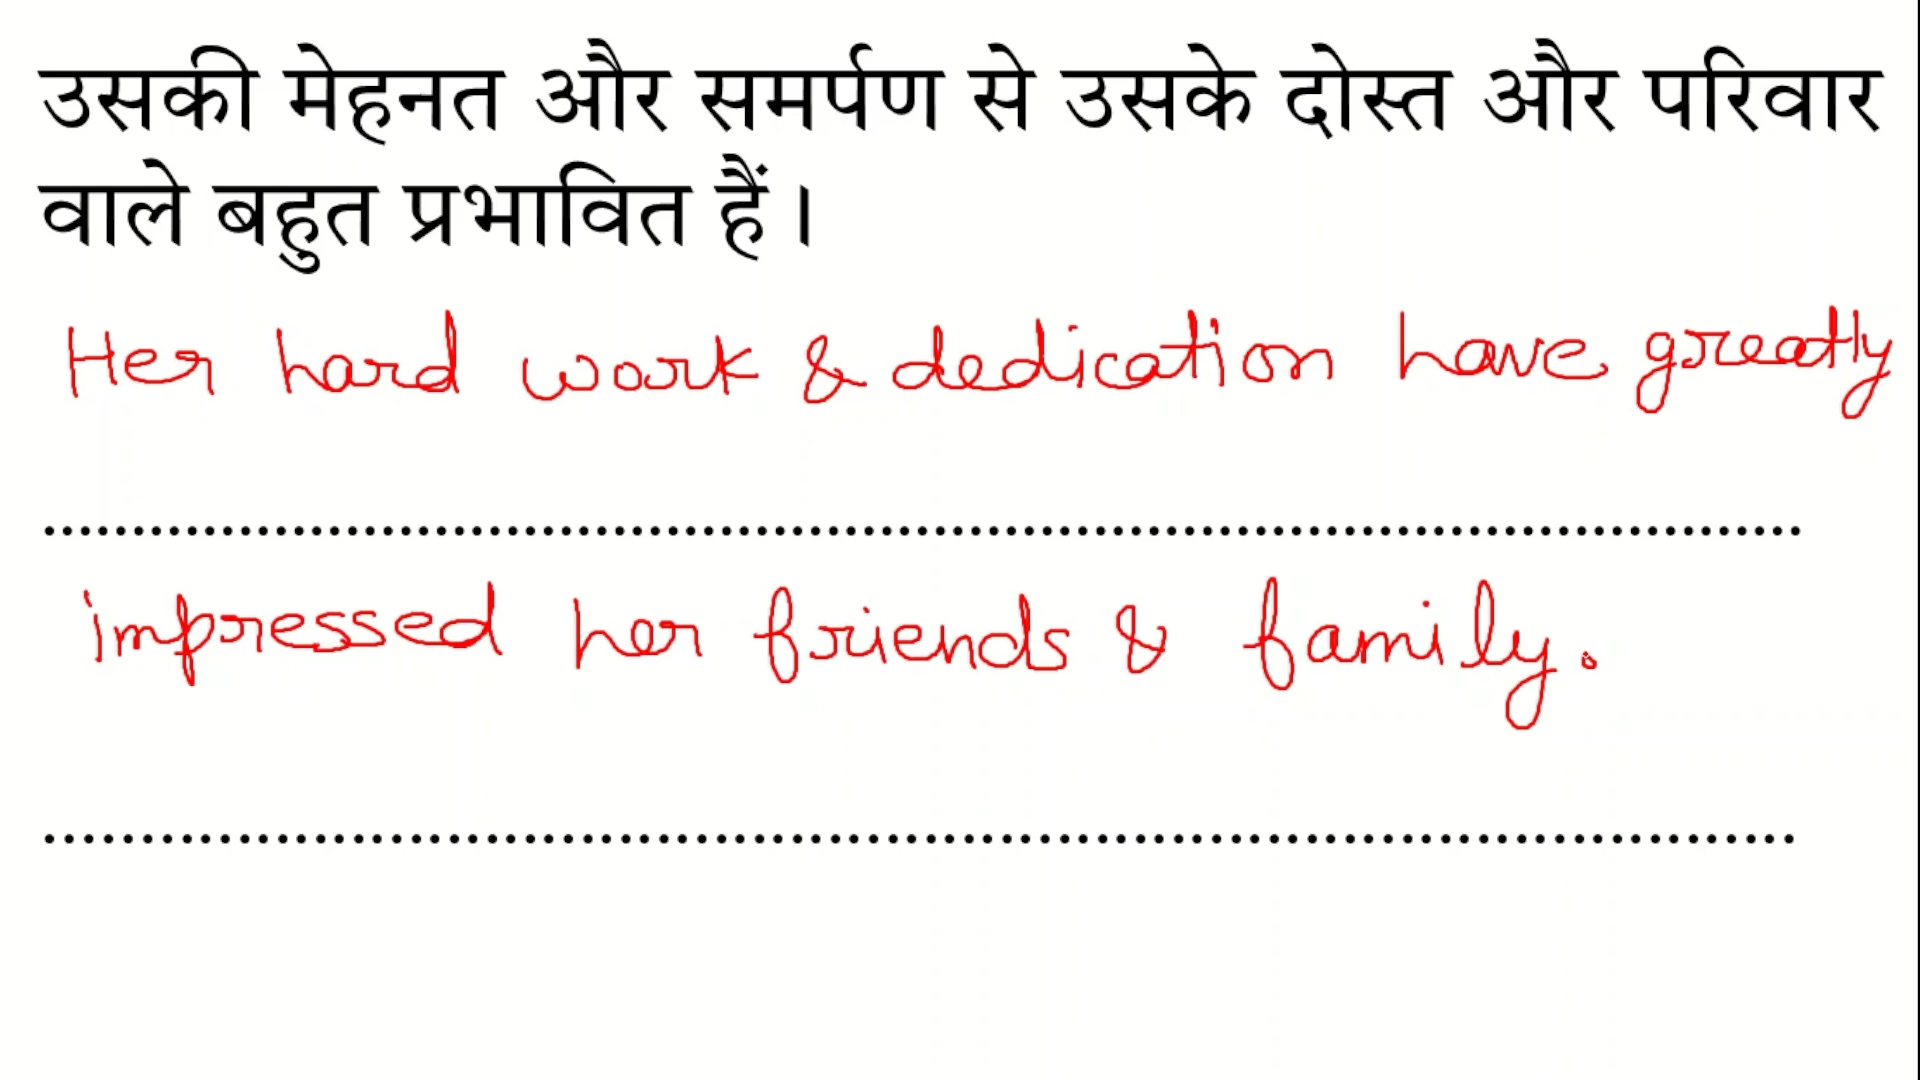 उसकी मेहनत और समर्पण से उसके दोस्त और परिवार
वाले बहुत प्रभावित हैं।
Her hard work & dedication have greatly
impressed her friends & family.